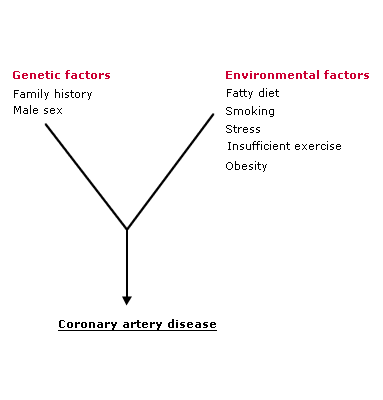 Genetic factors
Family history
Male sex
Environmental factors
Fatty diet
Smoking
Stress
Insufficient exercise
Obesity
Coronary artery disease